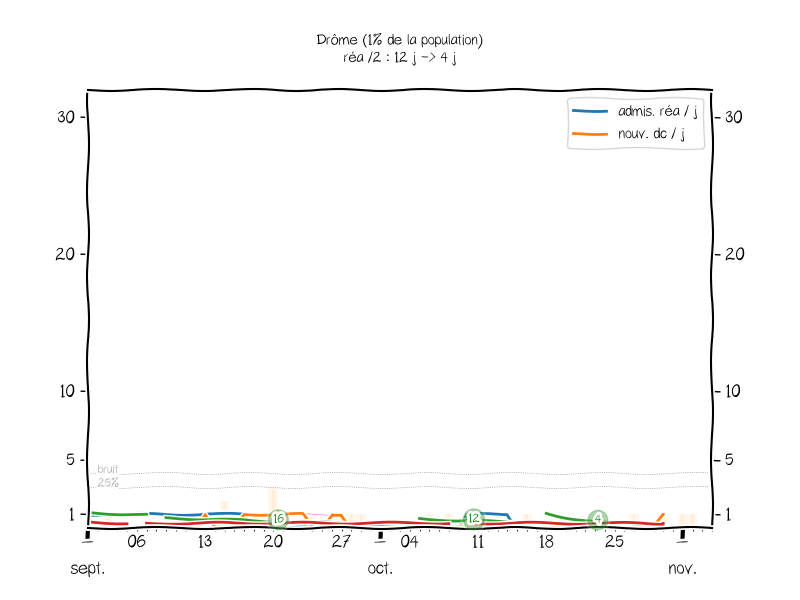 Drôme (1% de la population)
réa /2 : 12 j -> 4 j
admis. réa / j
nouv. dc / j
30
30
20
20
10
10
5
5
bruit
25%
1
1
16
12
4
06
13
20
27
04
11
18
25
sept.
oct.
nov.